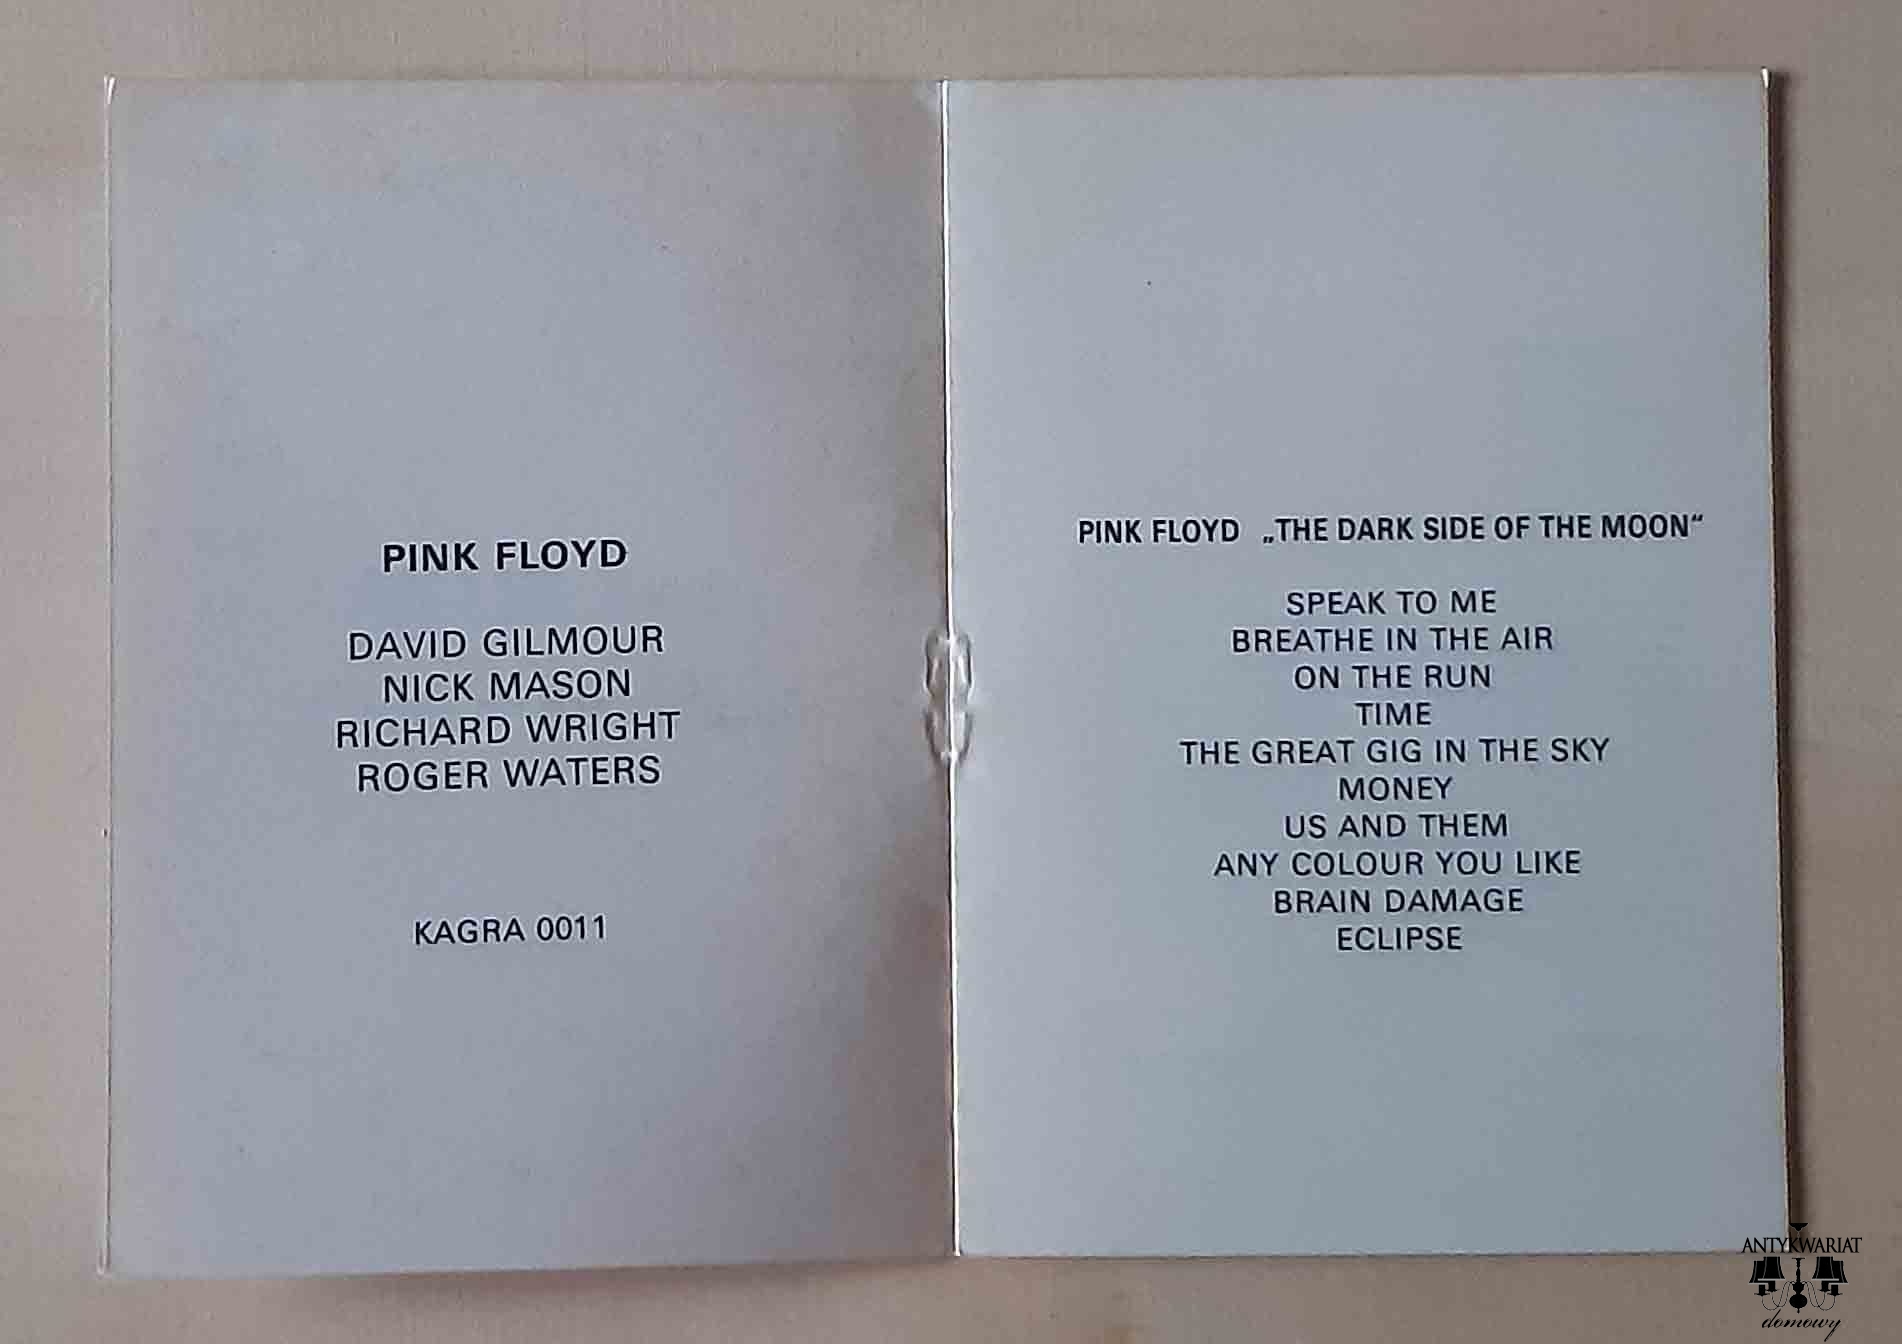 PINK FLOYD
DAVID GILMOUR
NICK MASON
RICHARD WRIGHT
ROGER WATERS
KAGRA 0011
PINK FLOYD „THE DARK SIDE OF THE MOON“
SPEAK TO ME
BREATHE IN THE AIR
ON THE RUN
TIME
THE GREAT GIG IN THE SKY
MONEY
US AND THEM
ANY COLOUR YOU LIKE
BRAIN DAMAGE
ECLIPSE
ANTYKWARIAT
domowy